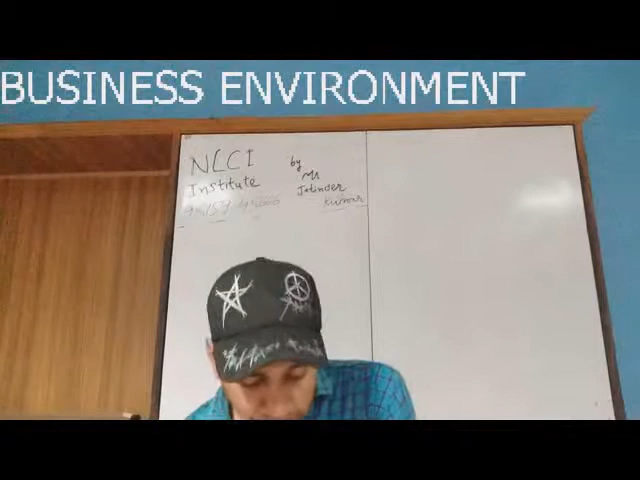 BUSINESS ENVIRONMENT
NLCI
Institute
by
Mr
Jatinder
Kumar